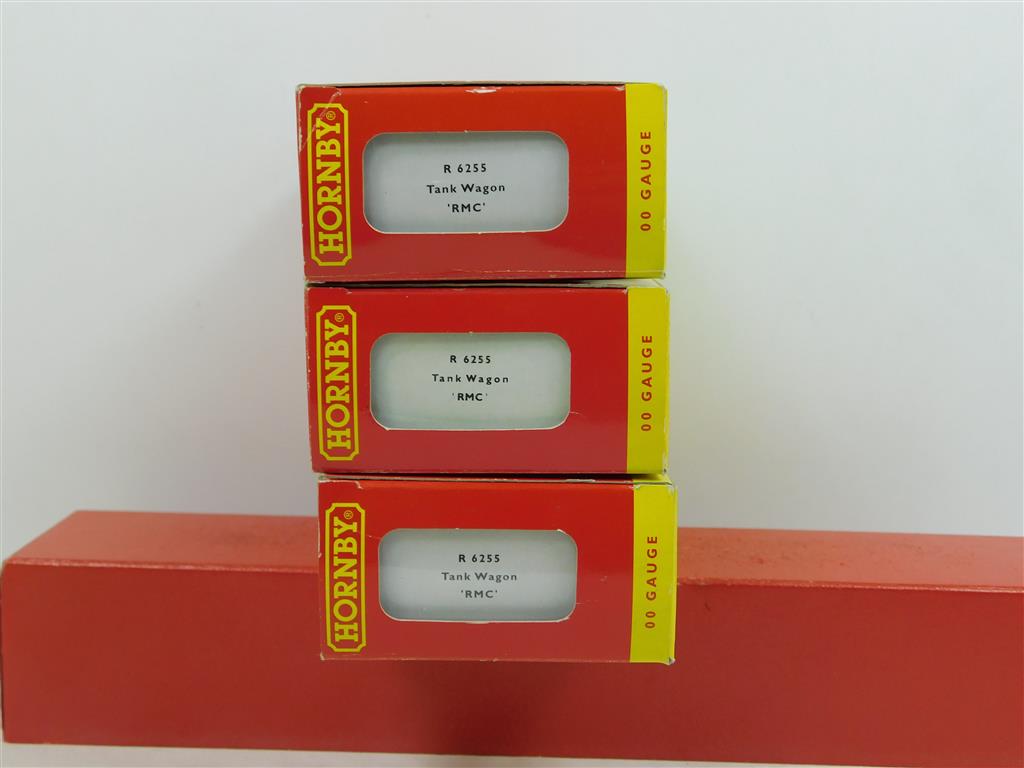 HORNBY®
R 6255
Tank Wagon
'RMC'
00 GAUGE
HORNBY®
R 6255
Tank Wagon
'RMC'
00 GAUGE
HORNBY®
R 6255
Tank Wagon
'RMC'
00 GAUGE